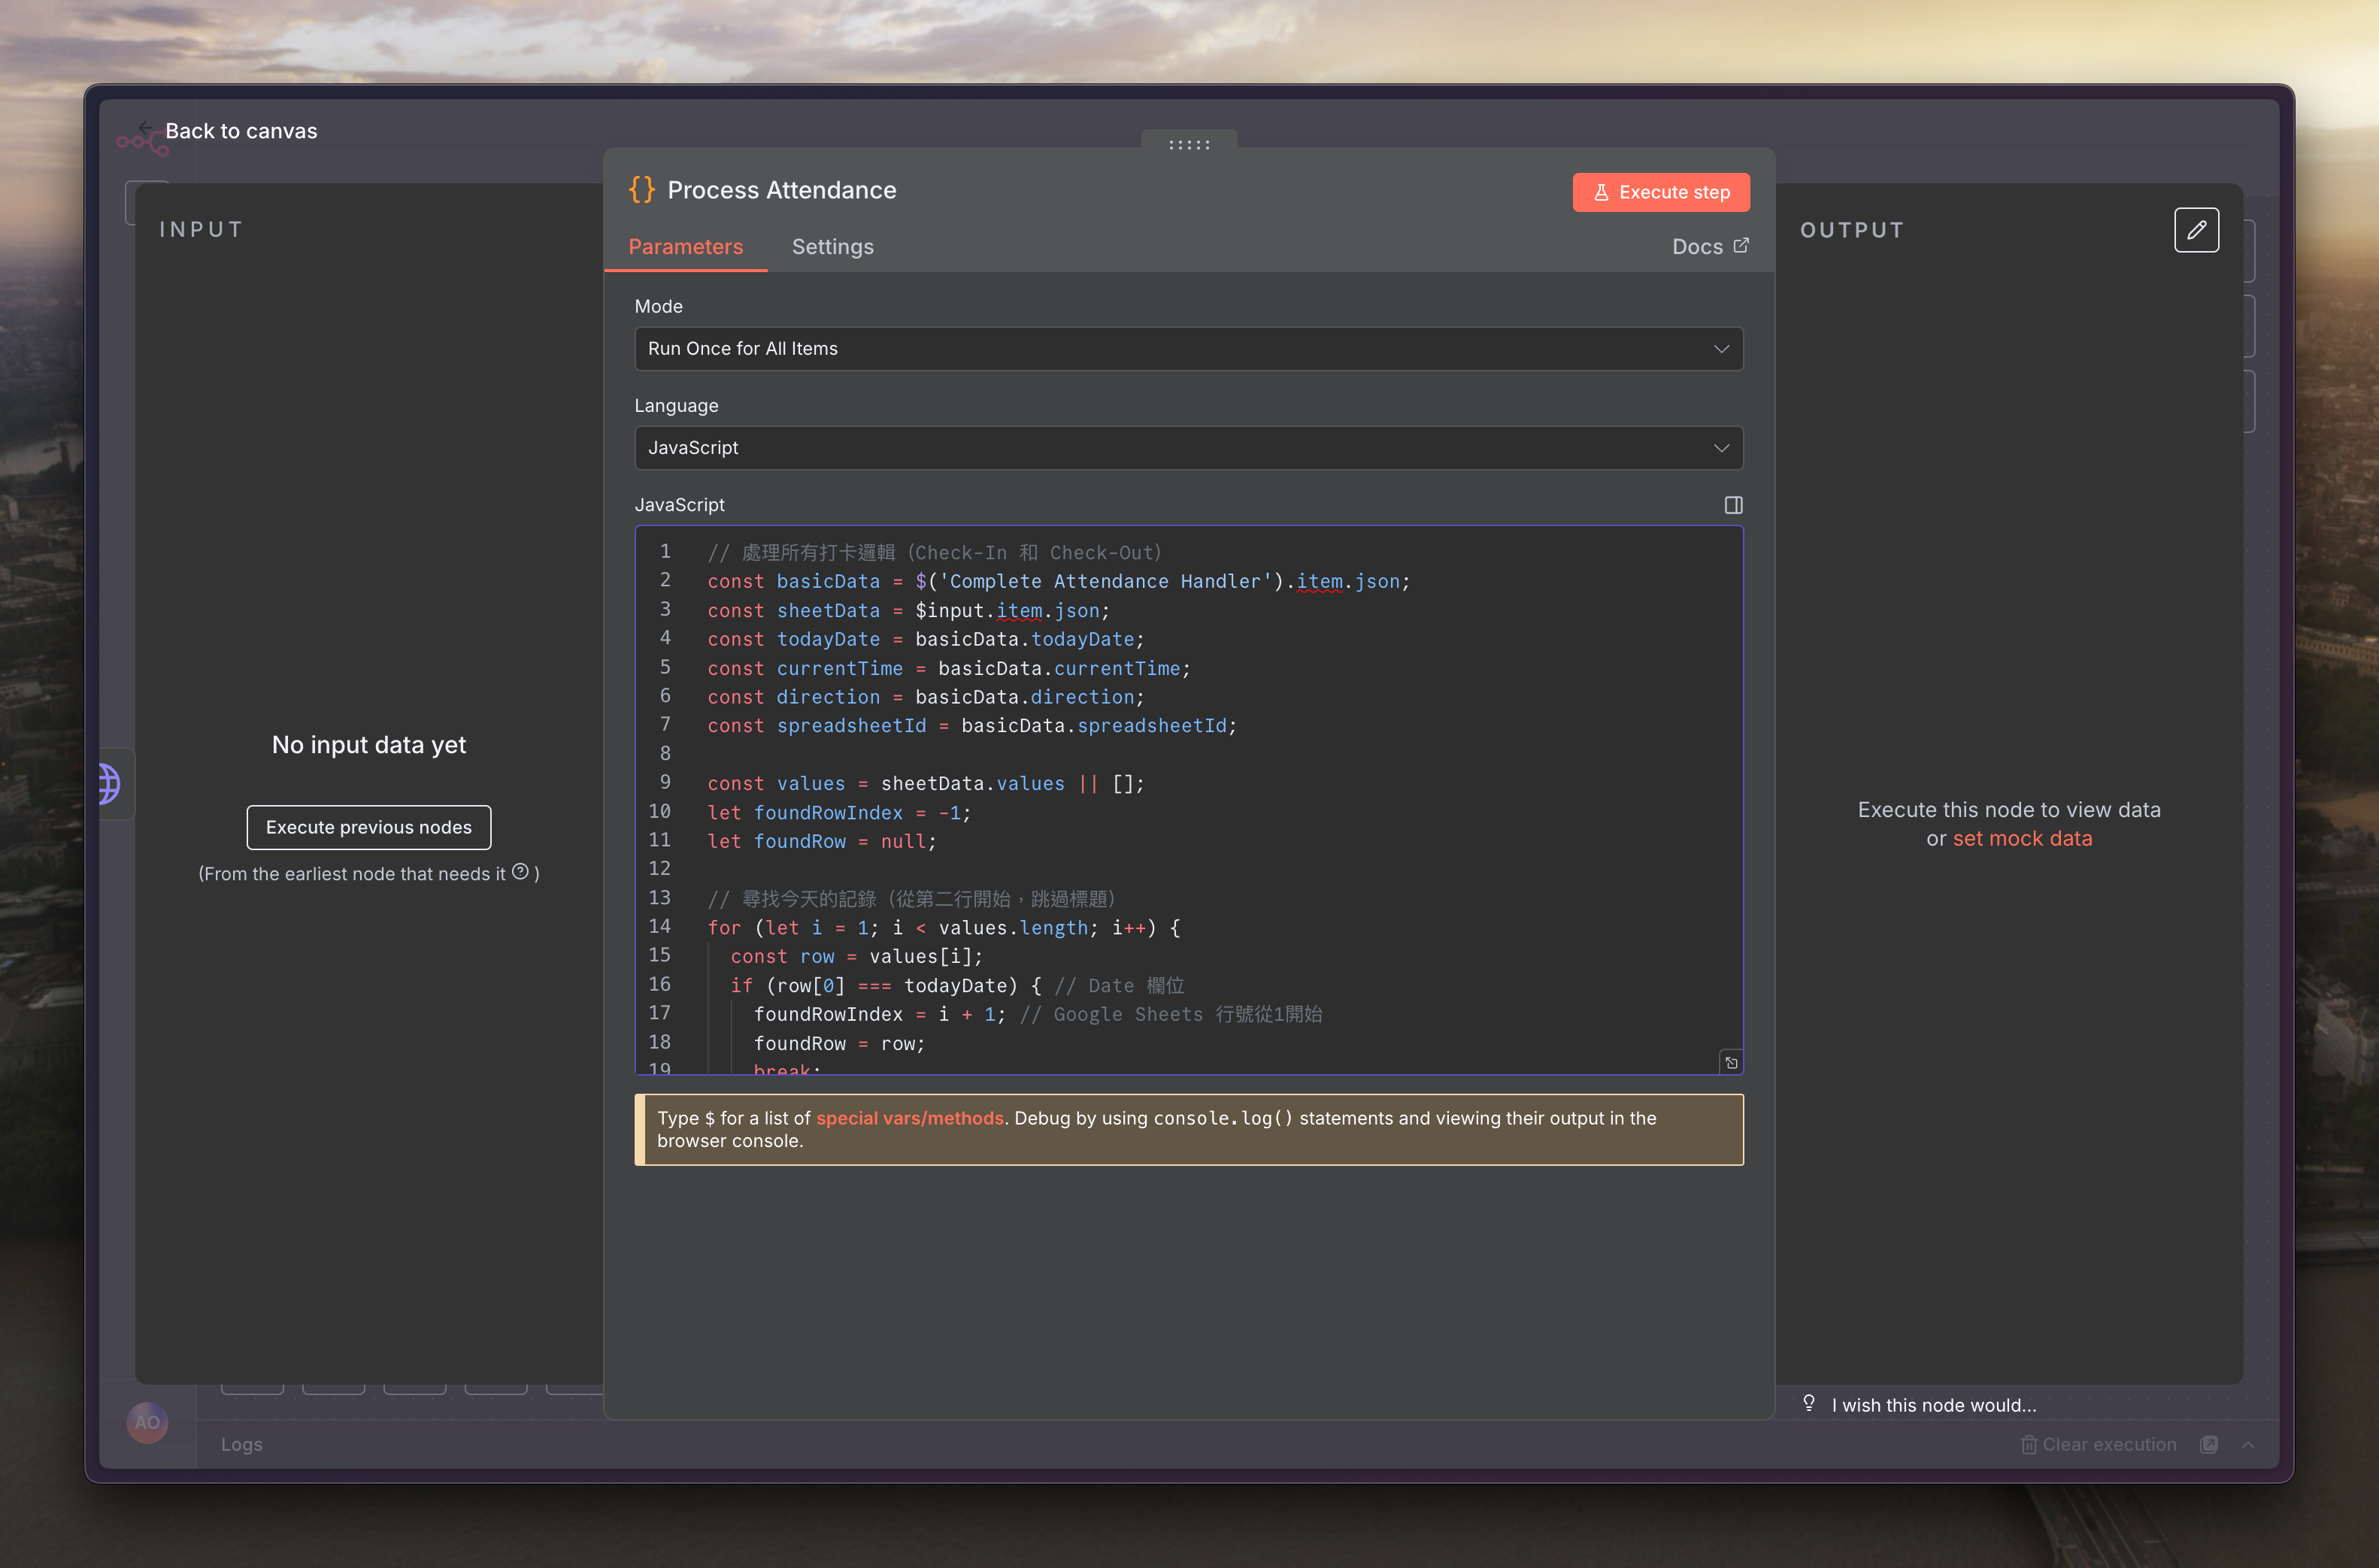 Back to canvas
INPUT
No input data yet
Execute previous nodes
(From the earliest node that needs it ? )
{} Process Attendance
Execute step
Parameters
Settings
Docs
Mode
Run Once for All Items
Language
JavaScript
JavaScript
1 // 處理所有打卡邏輯（Check-In 和 Check-Out）
2 const basicData = $('Complete Attendance Handler').item.json;
3 const sheetData = $input.item.json;
4 const todayDate = basicData.todayDate;
5 const currentTime = basicData.currentTime;
6 const direction = basicData.direction;
7 const spreadsheetId = basicData.spreadsheetId;
8
9 const values = sheetData.values || [];
10 let foundRowIndex = -1;
11 let foundRow = null;
12
13 // 尋找今天的記錄（從第二行開始，跳過標題）
14 for (let i = 1; i < values.length; i++) {
15 const row = values[i];
16 if (row[0] === todayDate) { // Date 欄位
17 foundRowIndex = i + 1; // Google Sheets 行號從1開始
18 foundRow = row;
19 break;
Type $ for a list of special vars/methods. Debug by using console.log() statements and viewing their output in the
browser console.
OUTPUT
Execute this node to view data
or set mock data
I wish this node would...
AO
Logs
Clear execution